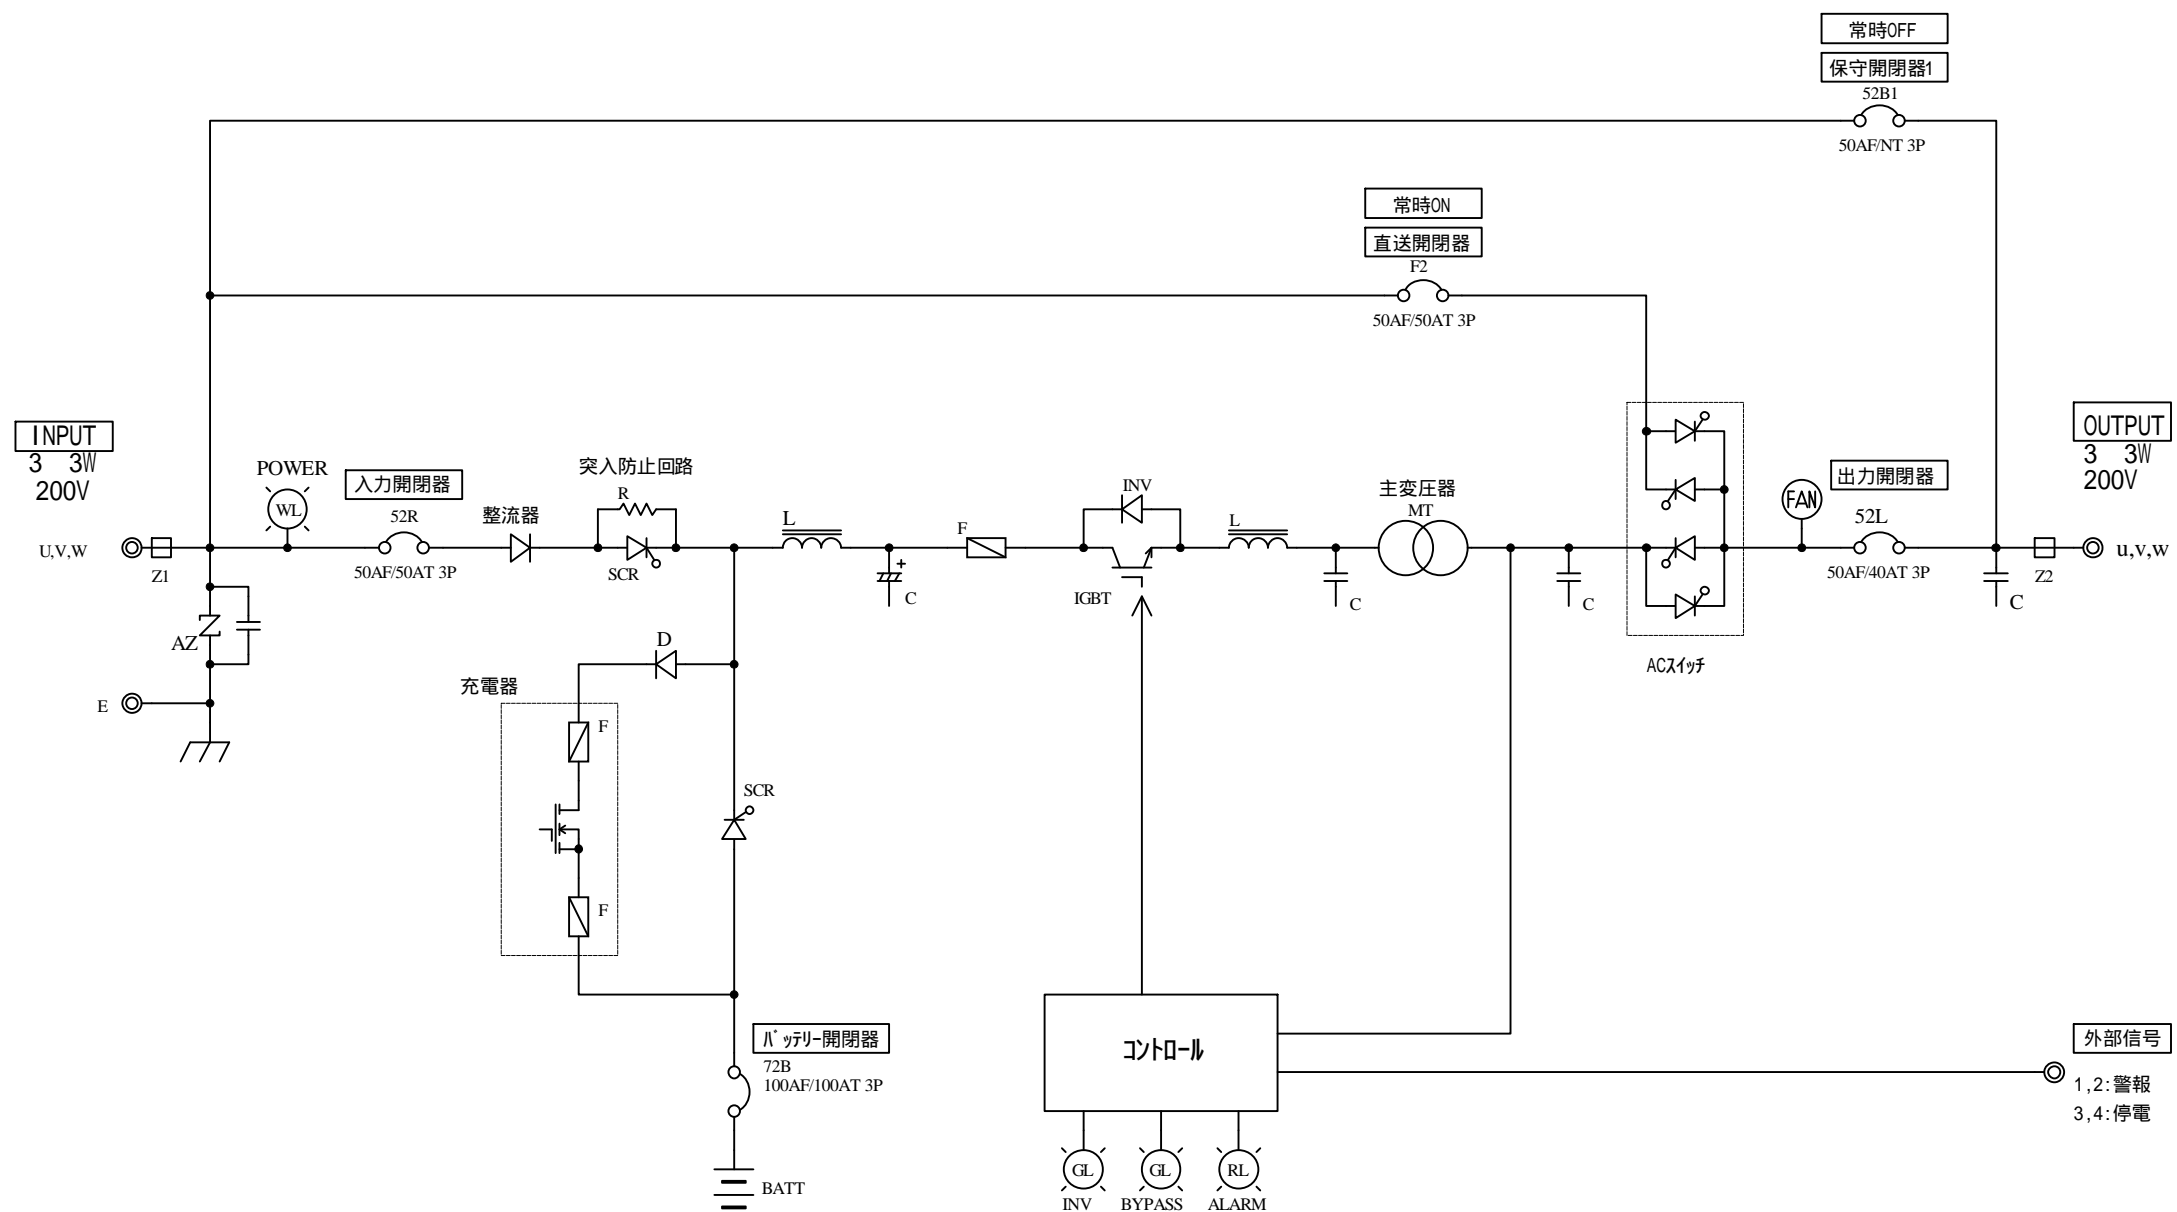 常時OFF
保守開閉器1
52B1
50AF/NT 3P
常時ON
直送開閉器
F2
50AF/50AT 3P
INPUT
3 3W
200V
POWER
WL
入力開閉器
52R
50AF/50AT 3P
整流器
突入防止回路
R
SCR
L
C
F
INV
IGBT
L
C
主変圧器
MT
C
ACスイッチ
FAN
出力開閉器
52L
50AF/40AT 3P
OUTPUT
3 3W
200V
U,V,W
Z1
Z2
u,v,w
C
AZ
E
D
充電器
F
F
SCR
バッテリー開閉器
72B
100AF/100AT 3P
BATT
コントロール
GL
INV
GL
BYPASS
RL
ALARM
外部信号
1,2:警報
3,4:停電